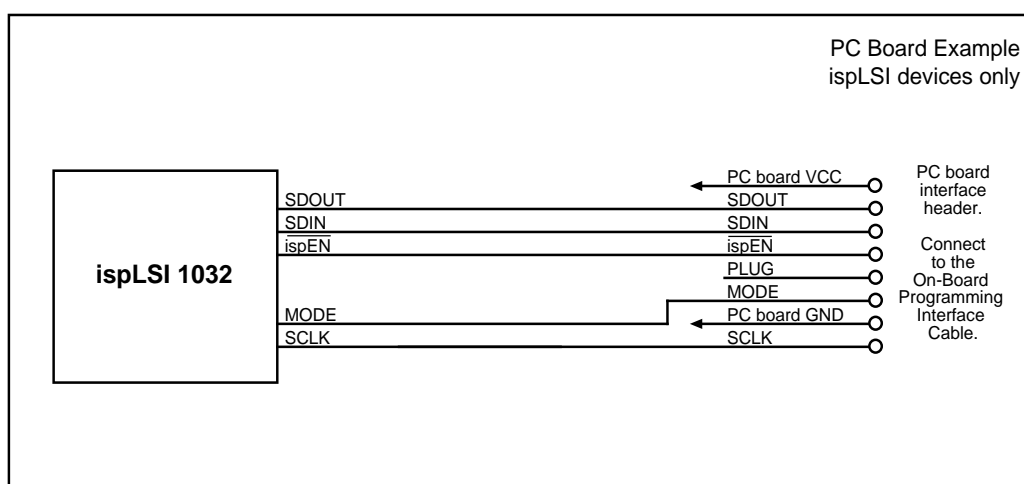 PC Board Example
ispLSI devices only
ispLSI 1032
SDOUT
SDIN
ispEN
MODE
SCLK
PC board VCC
SDOUT
SDIN
ispEN
PLUG
MODE
PC board GND
SCLK
PC board
interface
header.
Connect
to the
On-Board
Programming
Interface
Cable.